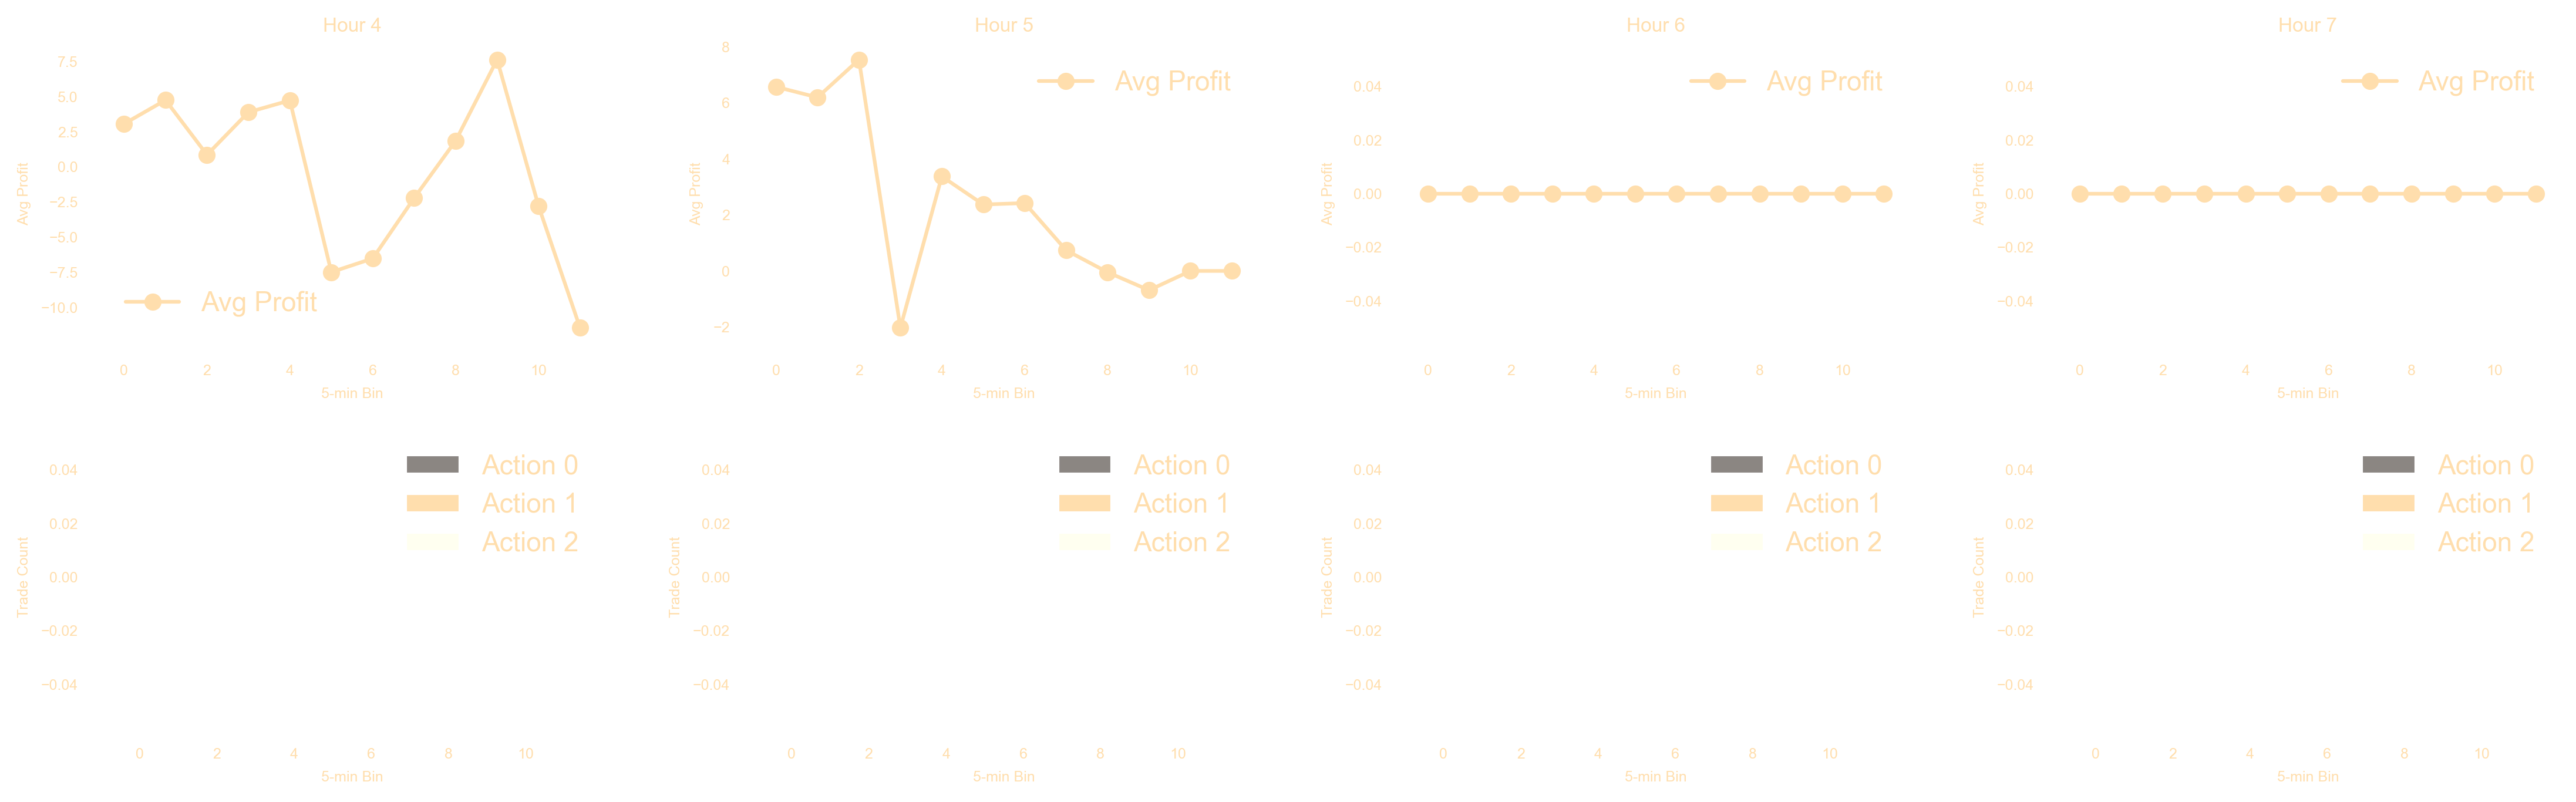 Hour 4
7.5
5.0
2.5
0.0
−2.5
−5.0
−7.5
−10.0
Avg Profit
Avg Profit
0 2 4 6 8 10
5-min Bin
Hour 5
8
6
4
2
0
−2
Avg Profit
Avg Profit
0 2 4 6 8 10
5-min Bin
Hour 6
0.04
0.02
0.00
−0.02
−0.04
Avg Profit
Avg Profit
0 2 4 6 8 10
5-min Bin
Hour 7
0.04
0.02
0.00
−0.02
−0.04
Avg Profit
Avg Profit
0 2 4 6 8 10
5-min Bin
0.04
0.02
0.00
−0.02
−0.04
Trade Count
Action 0
Action 1
Action 2
0 2 4 6 8 10
5-min Bin
0.04
0.02
0.00
−0.02
−0.04
Trade Count
Action 0
Action 1
Action 2
0 2 4 6 8 10
5-min Bin
0.04
0.02
0.00
−0.02
−0.04
Trade Count
Action 0
Action 1
Action 2
0 2 4 6 8 10
5-min Bin
0.04
0.02
0.00
−0.02
−0.04
Trade Count
Action 0
Action 1
Action 2
0 2 4 6 8 10
5-min Bin